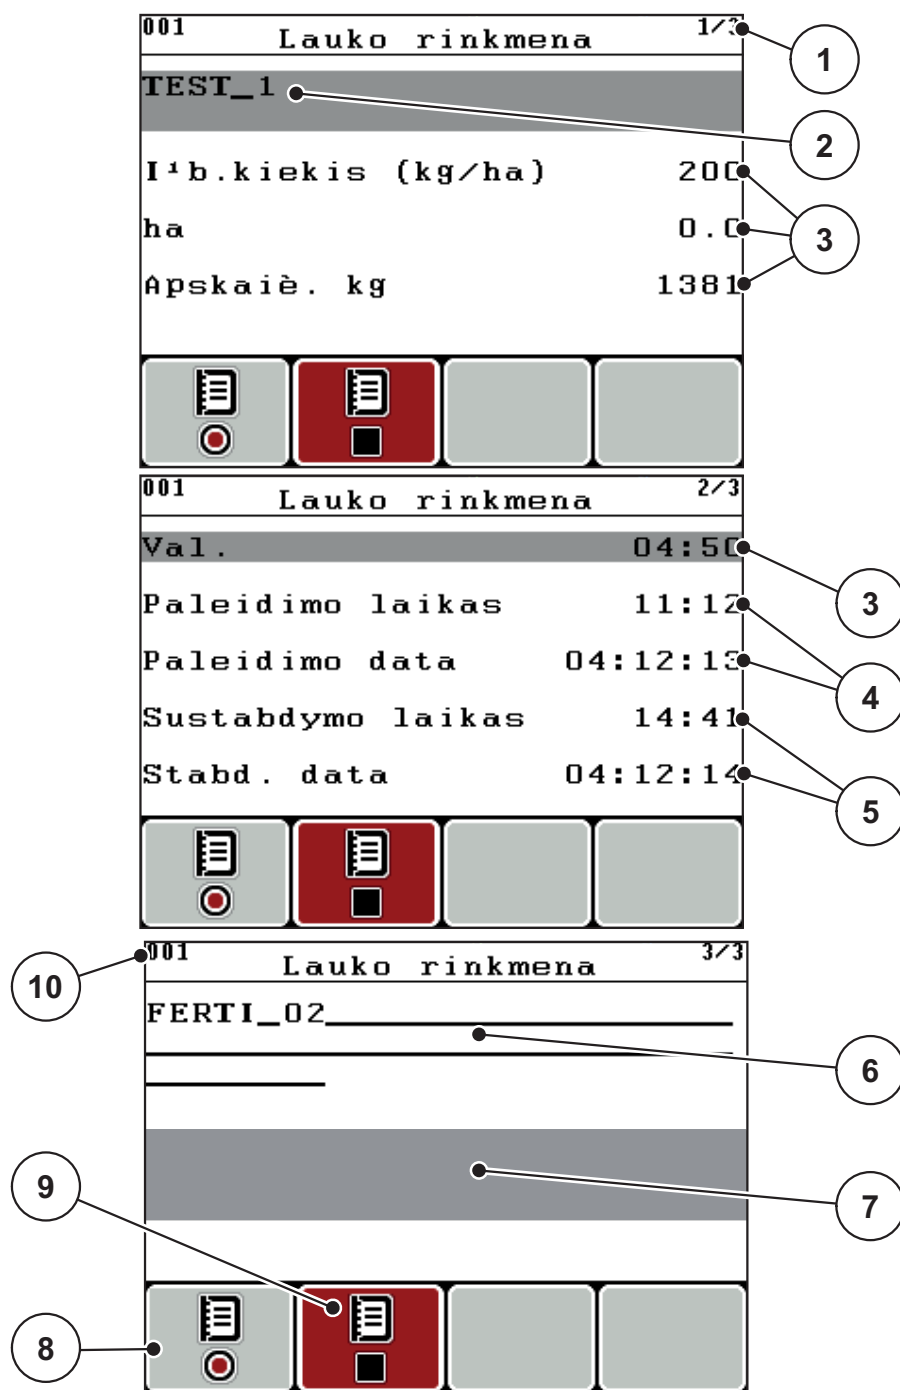 001 Lauko rinkmena 1/3
1
TEST_1
2
I¹b.kiekis (kg/ha) 200
ha 0.0
3
Apskaiè. kg 1381
001 Lauko rinkmena 2/3
Val. 04:50
3
Paleidimo laikas 11:12
Paleidimo data 04:12:13
4
Sustabdymo laikas 14:41
Stabd. data 04:12:14
5
001 Lauko rinkmena 3/3
10
FERTI_02
6
9
7
8